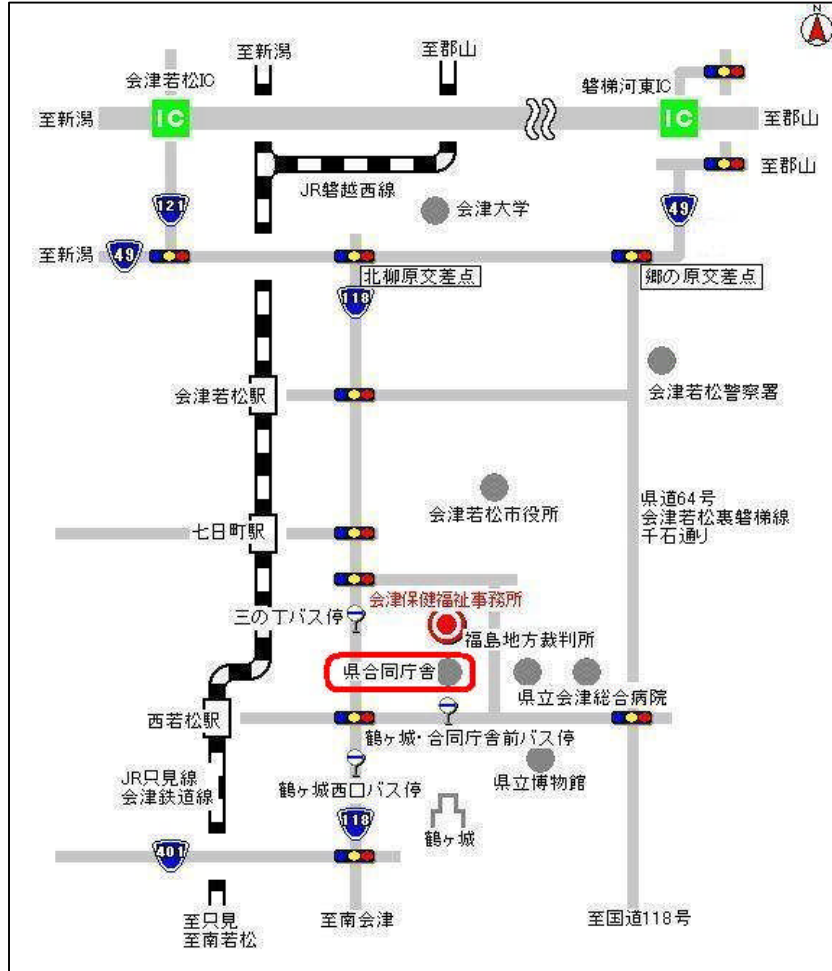 N
至新潟
至郡山
会津若松IC
磐梯河東IC
至新潟
IC
IC
至郡山
至郡山
JR磐越西線
121
会津大学
49
至新潟
49
北柳原交差点
郷の原交差点
118
会津若松駅
会津若松警察署
会津若松市役所
県道64号
会津若松裏磐梯線
千石通り
七日町駅
会津保健福祉事務所
三の丁バス停
福島地方裁判所
県合同庁舎
県立会津総合病院
西若松駅
鶴ヶ城・合同庁舎前バス停
JR只見線
会津鉄道線
鶴ヶ城西口バス停
県立博物館
118
鶴ヶ城
401
至只見
至南若松
至南会津
至国道118号